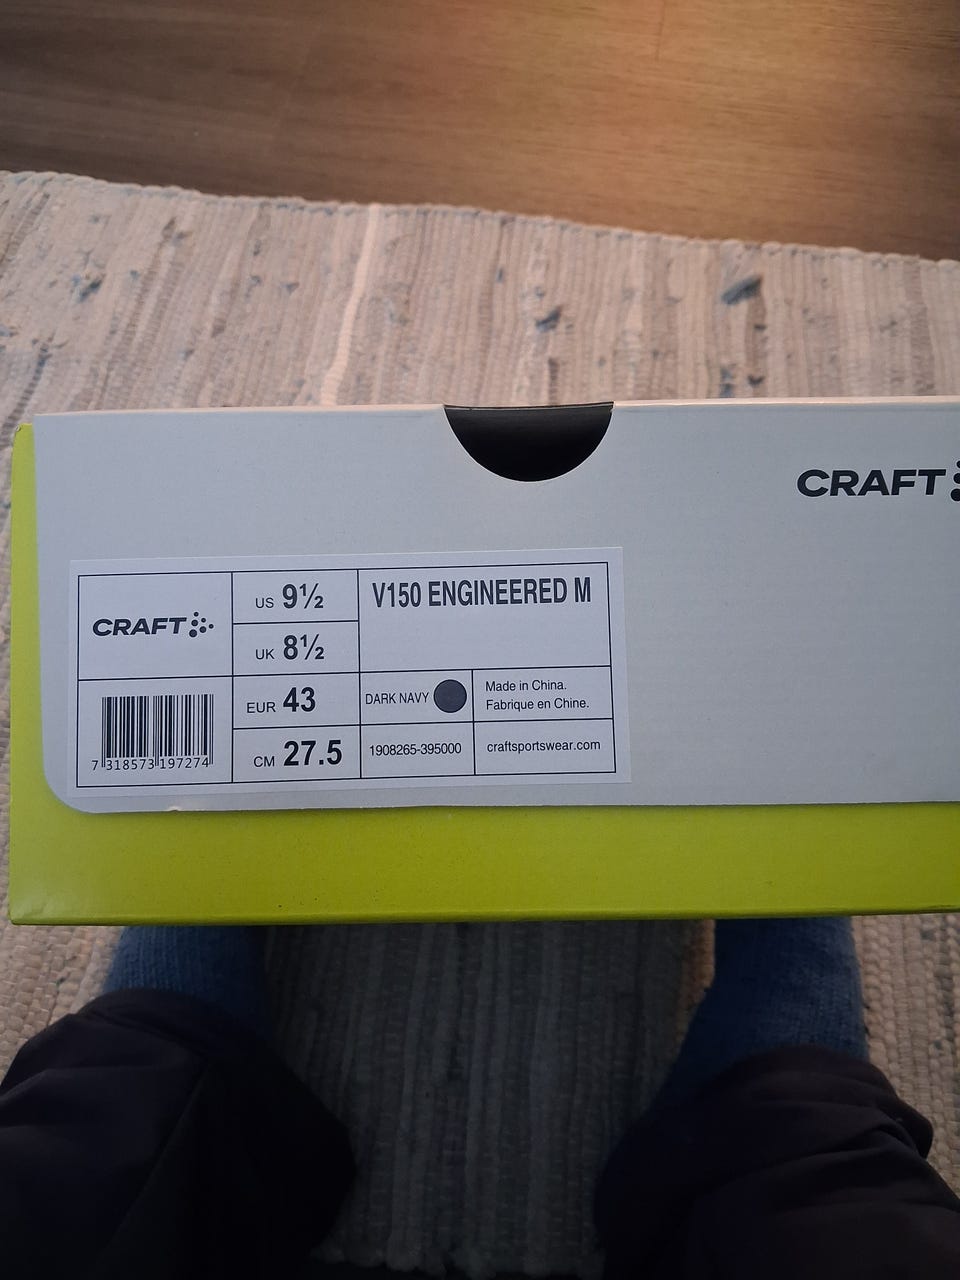 CRAFT
CRAFT
US 9½
UK 8½
EUR 43
CM 27.5
V150 ENGINEERED M
DARK NAVY
Made in China.
Fabrique en Chine.
1908265-395000
craftsportswear.com
7 318573 197274